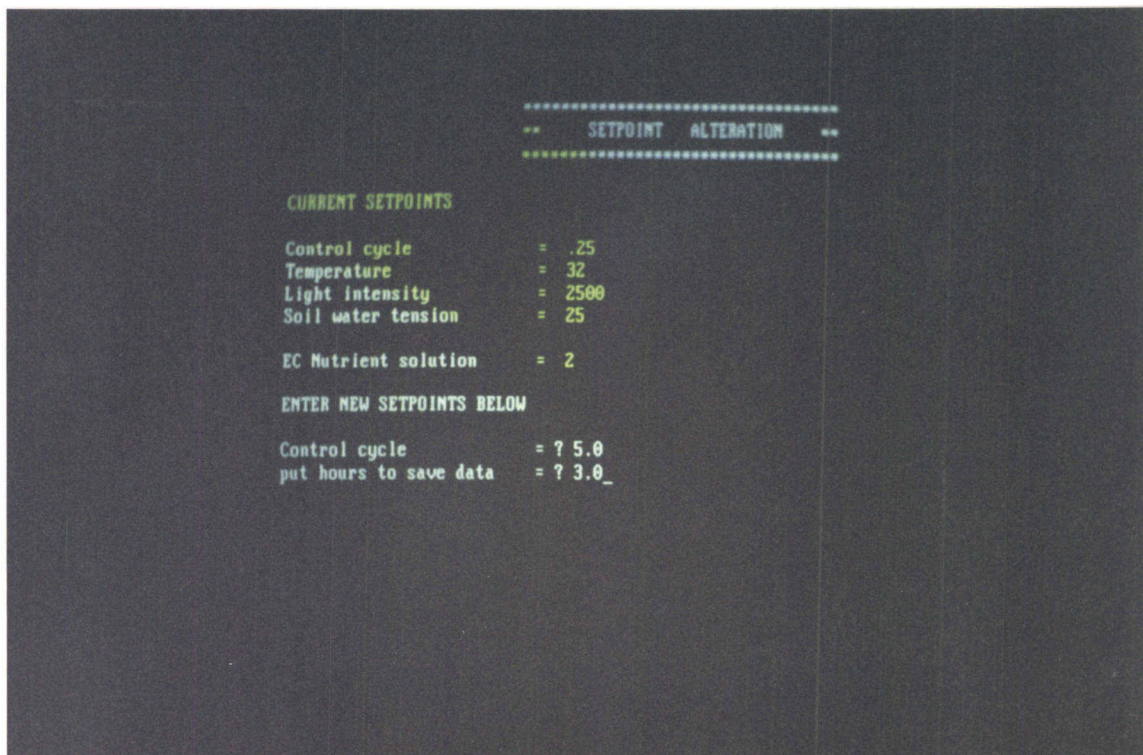 ** SETPOINT ALTERATION **
CURRENT SETPOINTS
Control cycle = .25
Temperature = 32
Light intensity = 2500
Soil water tension = 25
EC Nutrient solution = 2
ENTER NEW SETPOINTS BELOW
Control cycle = ? 5.0
put hours to save data = ? 3.0_